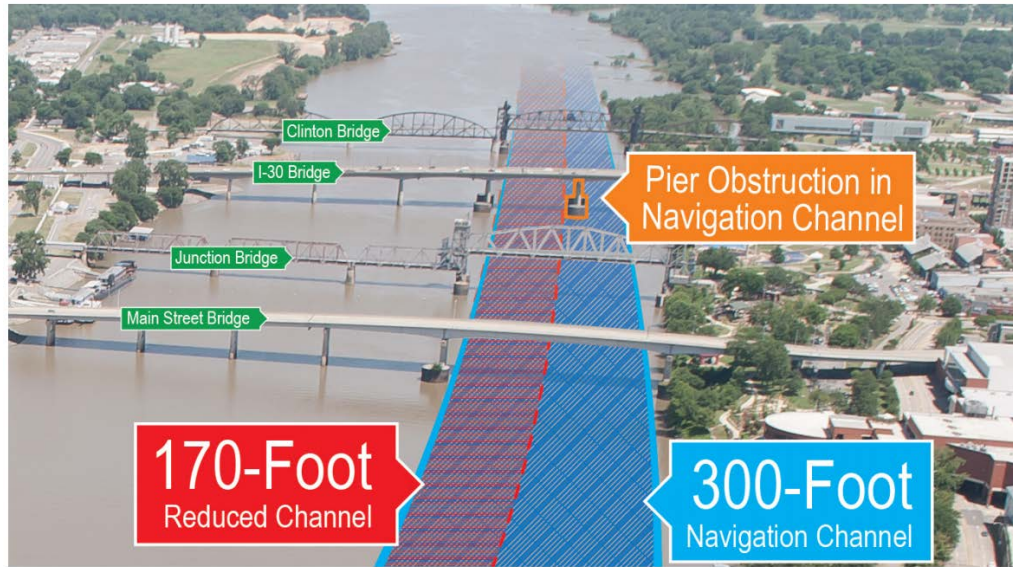 Clinton Bridge
I-30 Bridge
Pier Obstruction in
Navigation Channel
Junction Bridge
Main Street Bridge
170-Foot
Reduced Channel
300-Foot
Navigation Channel